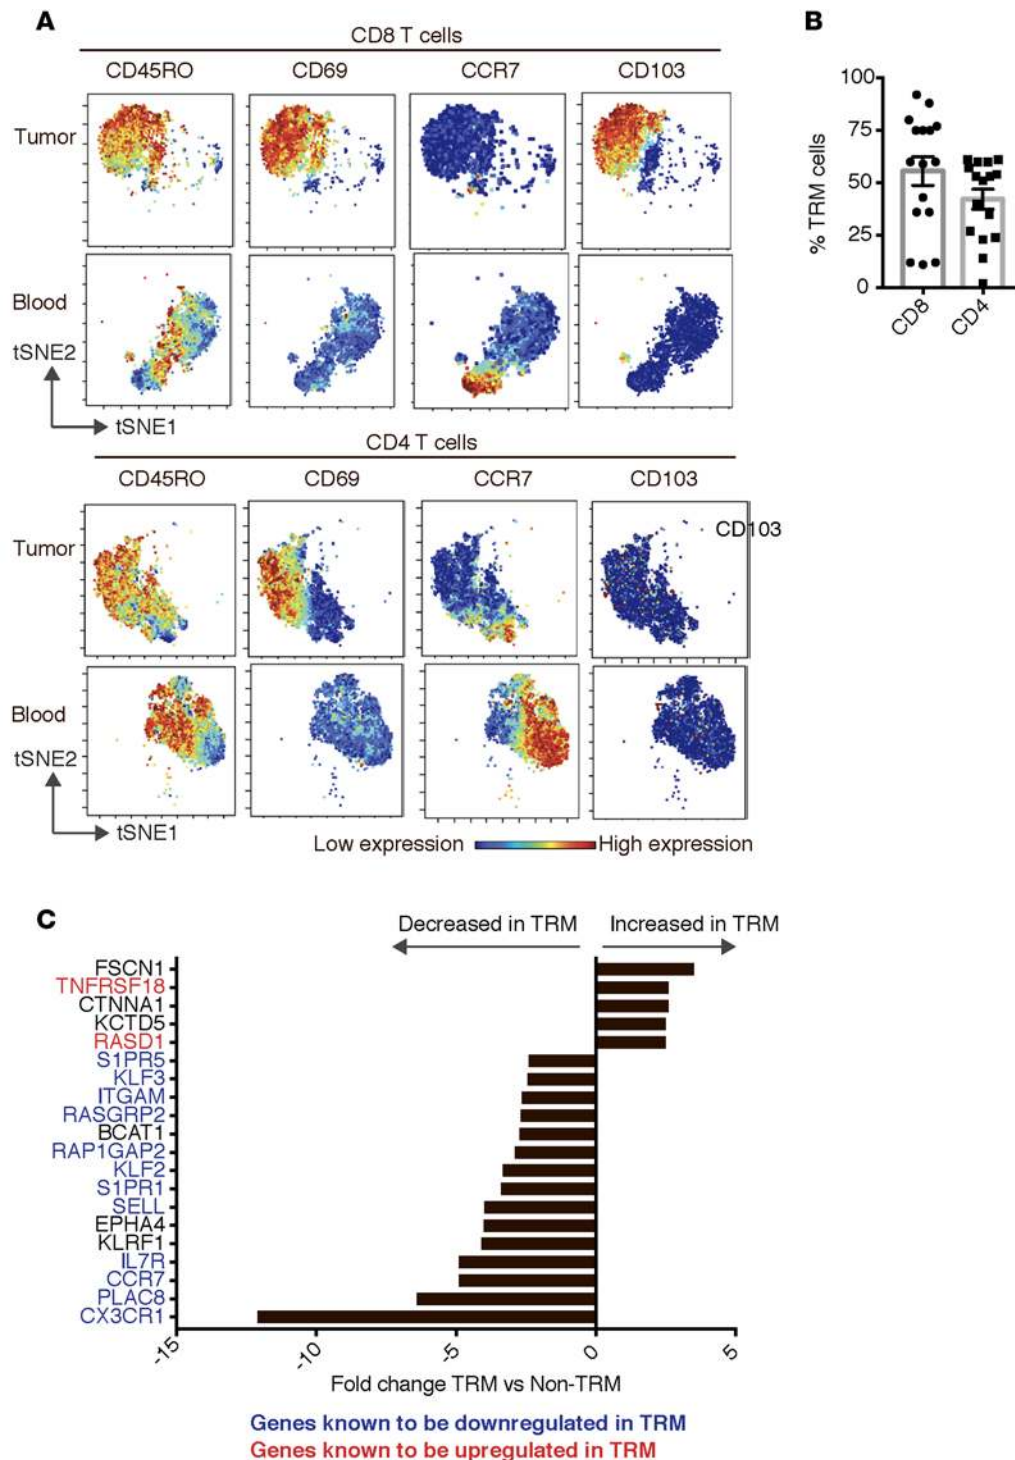 A
CD8 T cells
CD45RO CD69 CCR7 CD103
Tumor
Blood
tSNE2
tSNE1
CD4 T cells
CD45RO CD69 CCR7 CD103
CD103
Tumor
Blood
tSNE2
tSNE1
Low expression High expression
B
100
75
50
25
0
% TRM cells
CD8 CD4
C
Decreased in TRM Increased in TRM
FSCN1
TNFRSF18
CTNNA1
KCTD5
RASD1
S1PR5
KLF3
ITGAM
RASGRP2
BCAT1
RAP1GAP2
KLF2
S1PR1
SELL
EPHA4
KLRF1
IL7R
CCR7
PLAC8
CX3CR1
-15 -10 -5 0 5
Fold change TRM vs Non-TRM
Genes known to be downregulated in TRM
Genes known to be upregulated in TRM